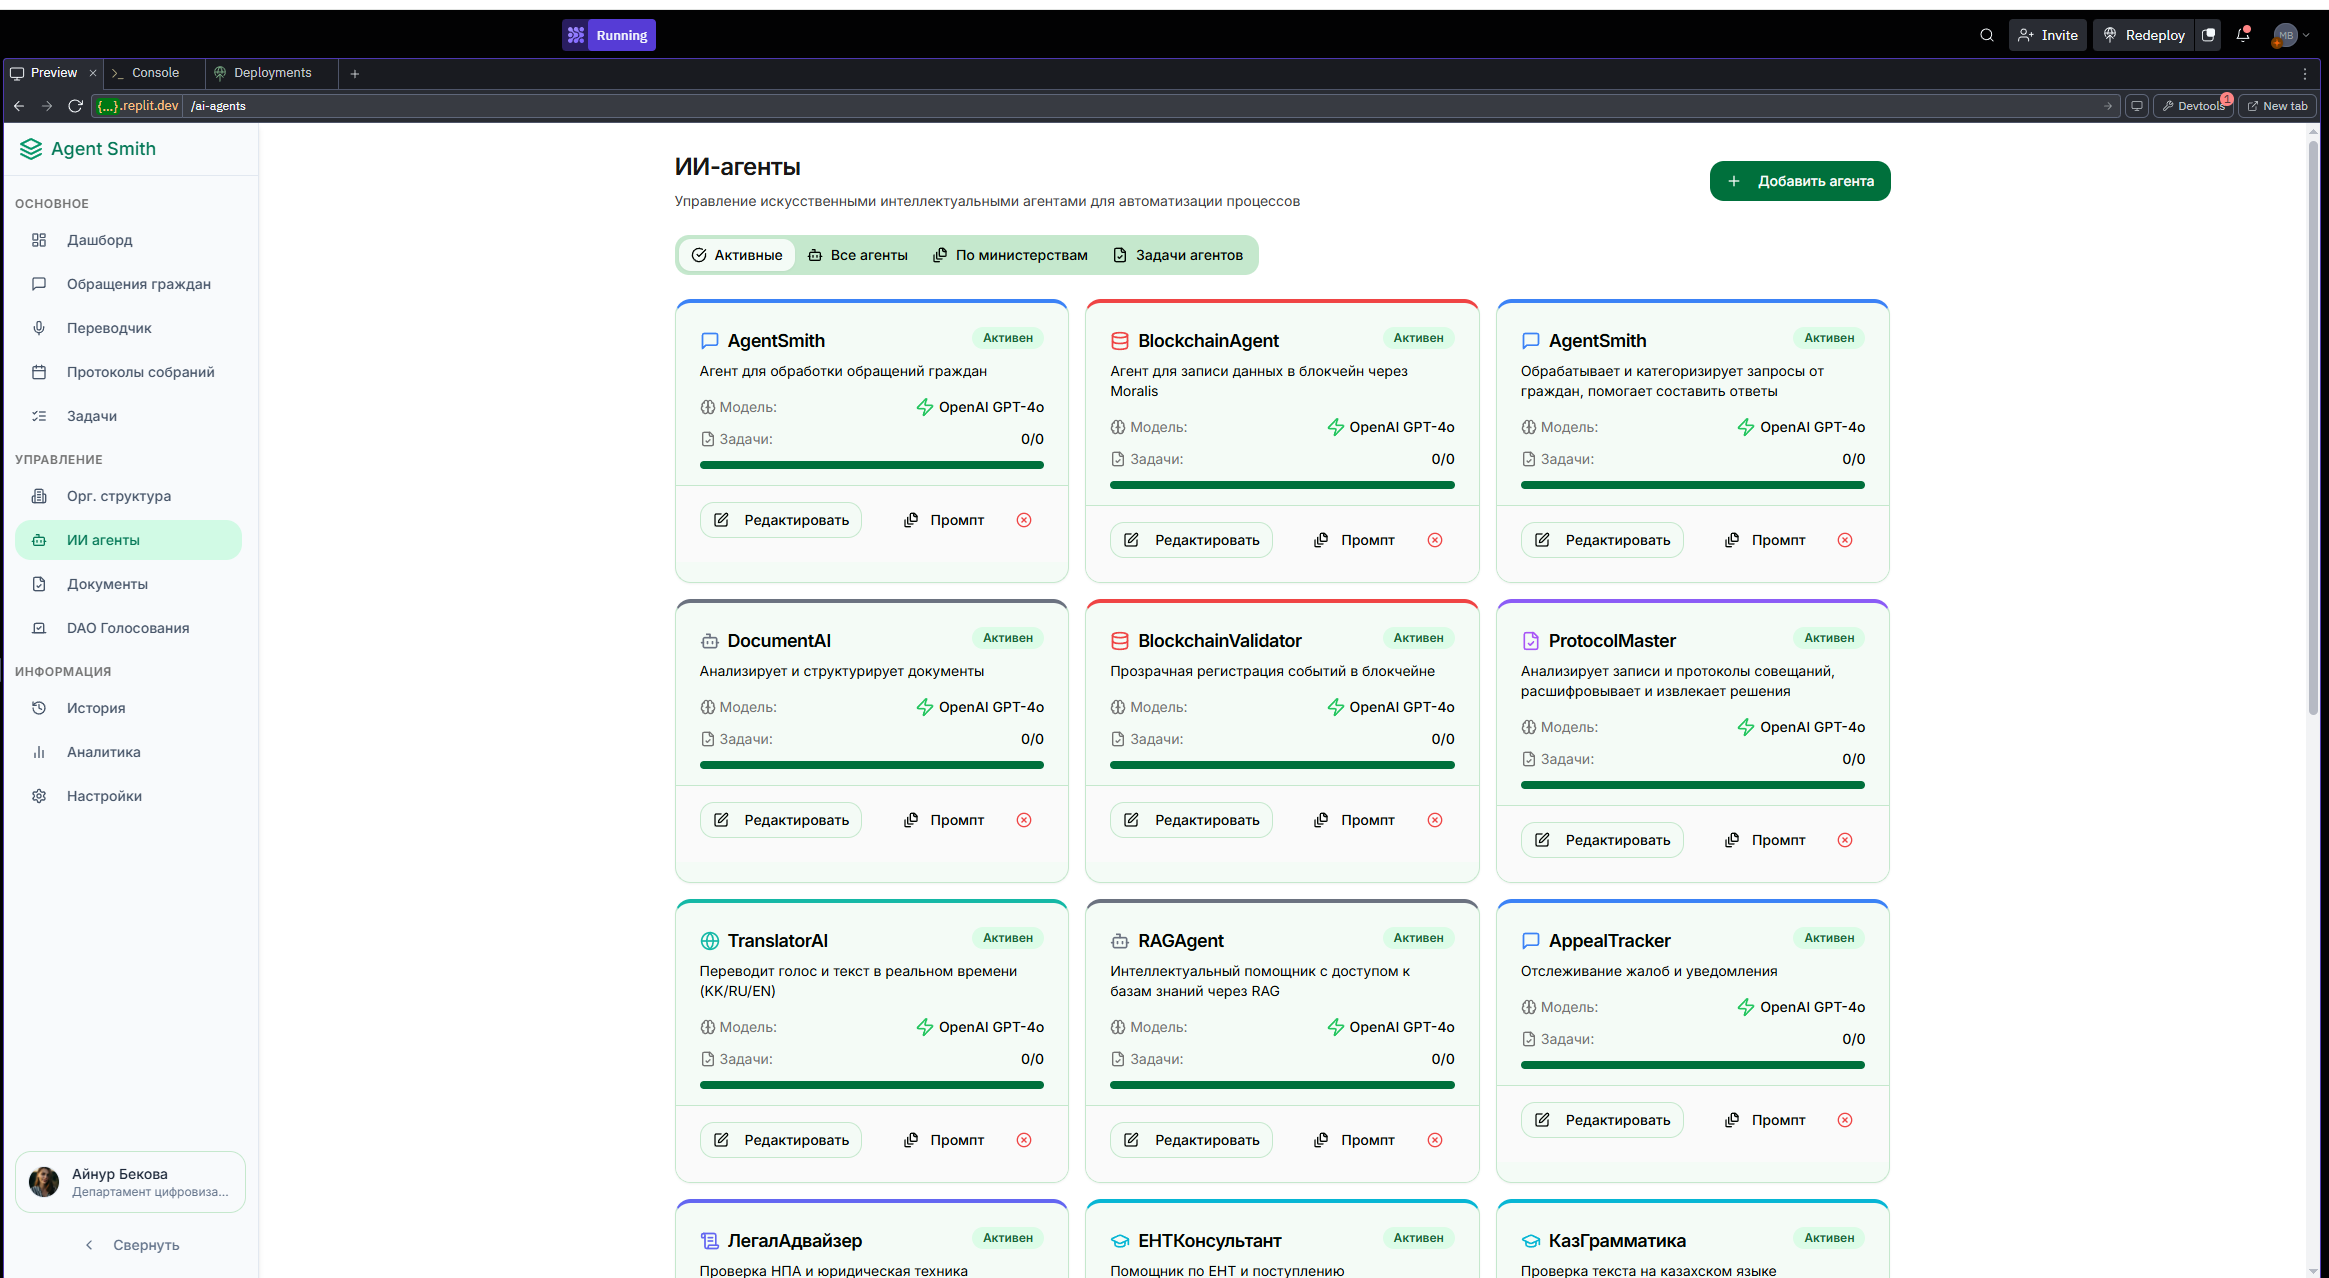 Running
Invite
Redeploy
MB
Preview
Console
Deployments
{...}.replit.dev
/ai-agents
Devtools
1
New tab
Agent Smith
ОСНОВНОЕ
Дашборд
Обращения граждан
Переводчик
Протоколы собраний
Задачи
УПРАВЛЕНИЕ
Орг. структура
ИИ агенты
Документы
DAO Голосования
ИНФОРМАЦИЯ
История
Аналитика
Настройки
Айнур Бекова
Департамент цифровиза...
Свернуть
ИИ-агенты
Управление искусственными интеллектуальными агентами для автоматизации процессов
Добавить агента
Активные
Все агенты
По министерствам
Задачи агентов
AgentSmith
Активен
Агент для обработки обращений граждан
Модель:
OpenAI GPT-4o
Задачи:
0/0
Редактировать
Промпт
BlockchainAgent
Активен
Агент для записи данных в блокчейн через
Moralis
Модель:
OpenAI GPT-4o
Задачи:
0/0
Редактировать
Промпт
AgentSmith
Активен
Обрабатывает и категоризирует запросы от
граждан, помогает составить ответы
Модель:
OpenAI GPT-4o
Задачи:
0/0
Редактировать
Промпт
DocumentAI
Активен
Анализирует и структурирует документы
Модель:
OpenAI GPT-4o
Задачи:
0/0
Редактировать
Промпт
BlockchainValidator
Активен
Прозрачная регистрация событий в блокчейне
Модель:
OpenAI GPT-4o
Задачи:
0/0
Редактировать
Промпт
ProtocolMaster
Активен
Анализирует записи и протоколы совещаний,
расшифровывает и извлекает решения
Модель:
OpenAI GPT-4o
Задачи:
0/0
Редактировать
Промпт
TranslatorAI
Активен
Переводит голос и текст в реальном времени
(KK/RU/EN)
Модель:
OpenAI GPT-4o
Задачи:
0/0
Редактировать
Промпт
RAGAgent
Активен
Интеллектуальный помощник с доступом к
базам знаний через RAG
Модель:
OpenAI GPT-4o
Задачи:
0/0
Редактировать
Промпт
AppealTracker
Активен
Отслеживание жалоб и уведомления
Модель:
OpenAI GPT-4o
Задачи:
0/0
Редактировать
Промпт
ЛегалАдвайзер
Активен
Проверка НПА и юридическая техника
ЕНТКонсультант
Активен
Помощник по ЕНТ и поступлению
КазГрамматика
Активен
Проверка текста на казахском языке